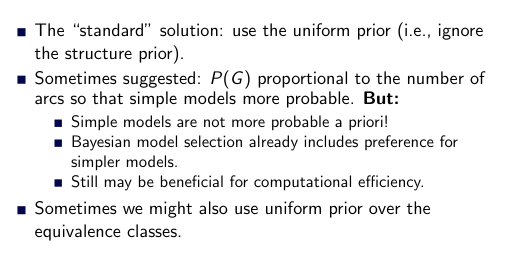 The “standard” solution: use the uniform prior (i.e., ignore
the structure prior).
Sometimes suggested: P(G) proportional to the number of
arcs so that simple models more probable. But:
Simple models are not more probable a priori!
Bayesian model selection already includes preference for
simpler models.
Still may be beneficial for computational efficiency.
Sometimes we might also use uniform prior over the
equivalence classes.